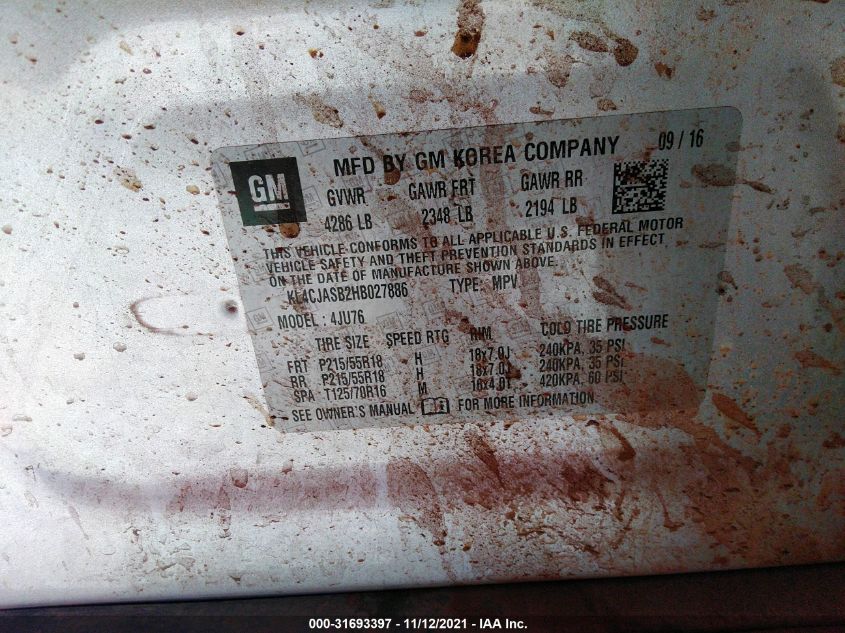 GM
MFD BY GM KOREA COMPANY 09 / 16
GVWR GAWR FRT GAWR RR
4286 LB 2348 LB 2194 LB
THIS VEHICLE CONFORMS TO ALL APPLICABLE U.S. FEDERAL MOTOR
VEHICLE SAFETY AND THEFT PREVENTION STANDARDS IN EFFECT
ON THE DATE OF MANUFACTURE SHOWN ABOVE.
KL4CJASB2HB027886 TYPE: MPV
MODEL : 4JU76
TIRE SIZE SPEED RTG RIM COLD TIRE PRESSURE
FRT P215/55R18 H 18x7.0J 240KPA, 35 PSI
RR P215/55R18 H 18x7.0J 240KPA, 35 PSI
SPA T125/70R16 M 16x4.0T 420KPA, 60 PSI
SEE OWNER'S MANUAL FOR MORE INFORMATION
000-31693397 - 11/12/2021 - IAA Inc.